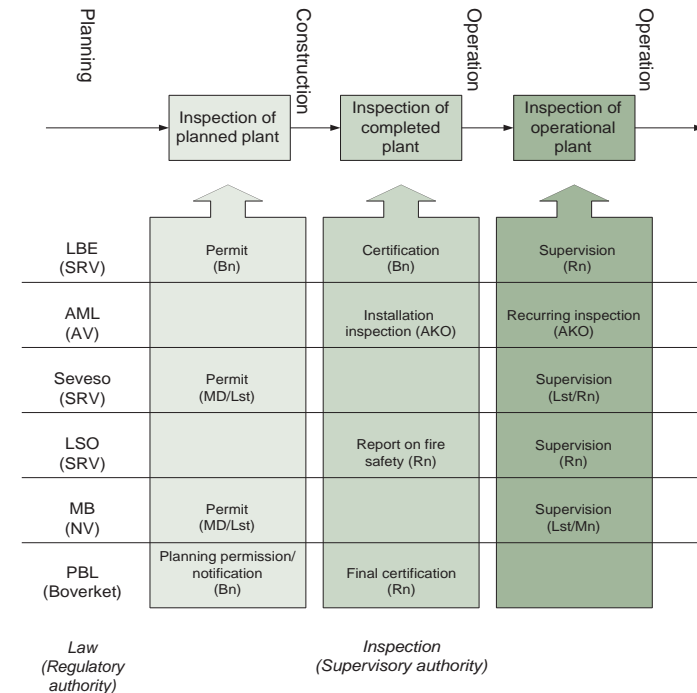 Planning
Construction
Operation
Operation
Inspection of
planned plant
Inspection of
completed
plant
Inspection of
operational
plant
LBE
(SRV)
Permit
(Bn)
Certification
(Bn)
Supervision
(Rn)
AML
(AV)
Installation
inspection (AKO)
Recurring inspection
(AKO)
Seveso
(SRV)
Permit
(MD/Lst)
Supervision
(Lst/Rn)
LSO
(SRV)
Report on fire
safety (Rn)
Supervision
(Rn)
MB
(NV)
Permit
(MD/Lst)
Supervision
(Lst/Mn)
PBL
(Boverket)
Planning permission/
notification
(Bn)
Final certification
(Rn)
Law
(Regulatory
authority)
Inspection
(Supervisory authority)